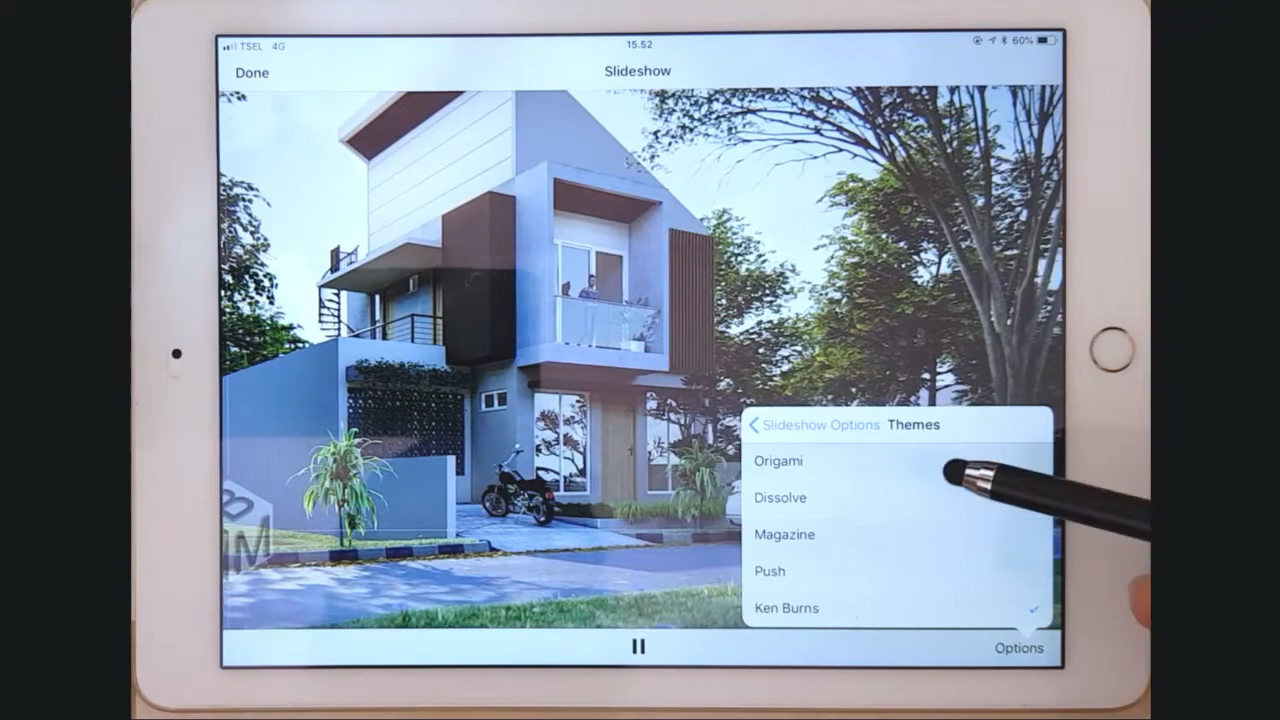 TSEL 4G 15.52 60%
Done Slideshow
Slideshow Options Themes
Origami
Dissolve
Magazine
Push
Ken Burns
Options